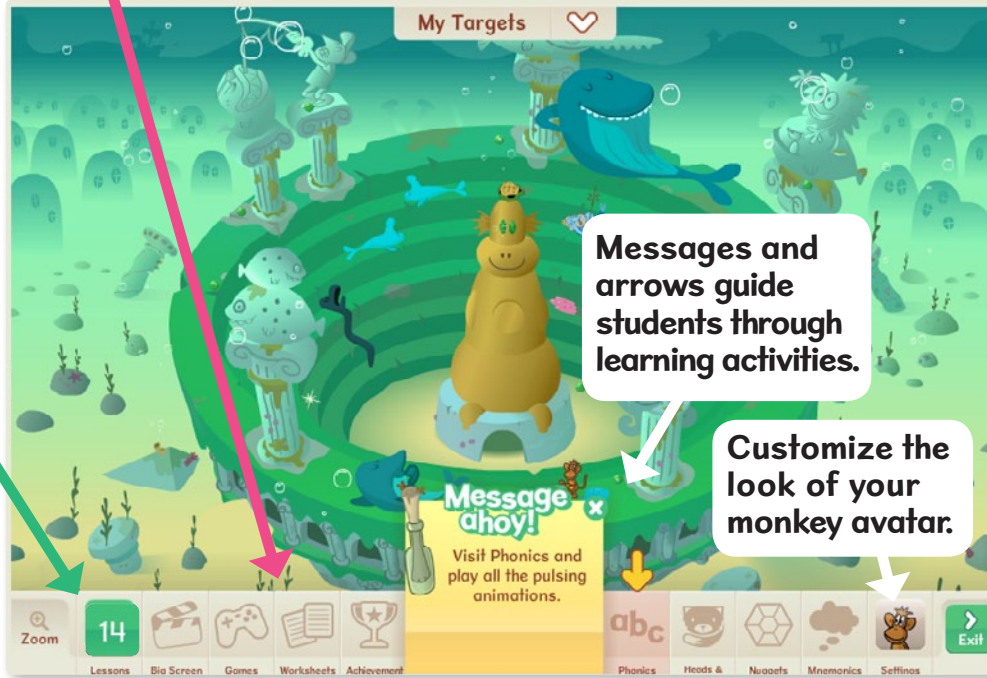 My Targets
Messages and
arrows guide
students through
learning activities.
Customize the
look of your
monkey avatar.
Message
ahoy!
Visit Phonics and
play all the pulsing
animations.
Zoom
14
abc
Exit
Lessons
Big Screen
Games
Worksheets
Achievement
Phonics
Heads &
Nuggets
Mnemonics
Settings